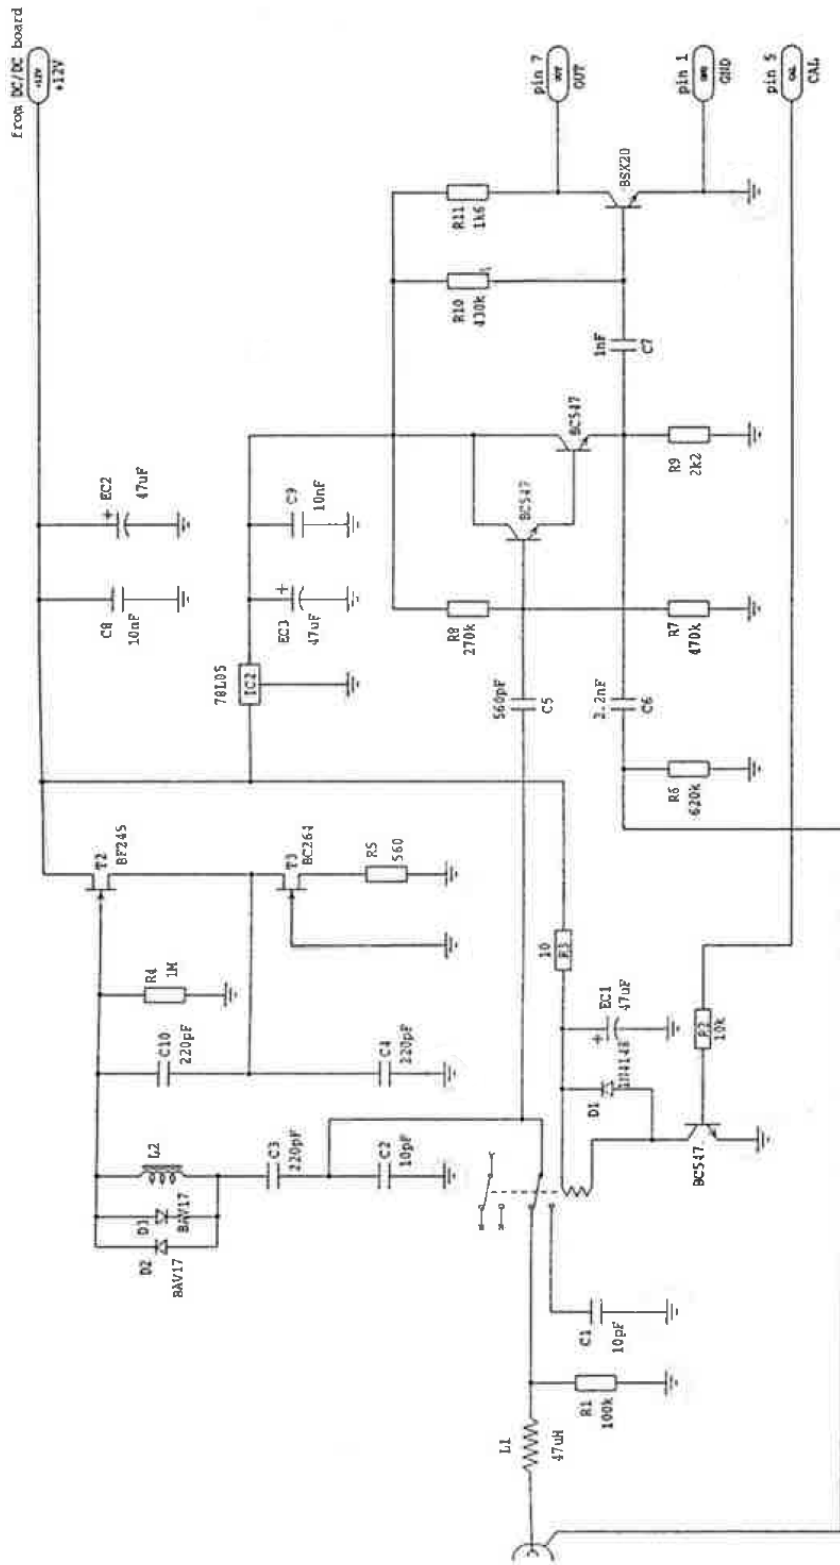 from DC/DC board
+12V
+12V
pin 7
OUT
OUT
pin 1
GND
GND
pin 5
CAL
CAL
EC2
47uF
+
C8
10nF
R11
1k6
BSX20
R10
430k
1nF
C7
BC547
BC547
R9
2k2
C9
10nF
EC3
47uF
+
78L05
IC2
R8
270k
R7
470k
560pF
C5
2.2nF
C6
R6
620k
T2
BF245
T3
BC264
R5
560
R4
1M
C10
220pF
C4
220pF
10
R3
EC1
47uF
+
D1
1N4148
R2
10k
BC547
L2
D3
BAV17
D2
BAV17
C3
220pF
C2
10pF
C1
10pF
R1
100k
L1
47uH